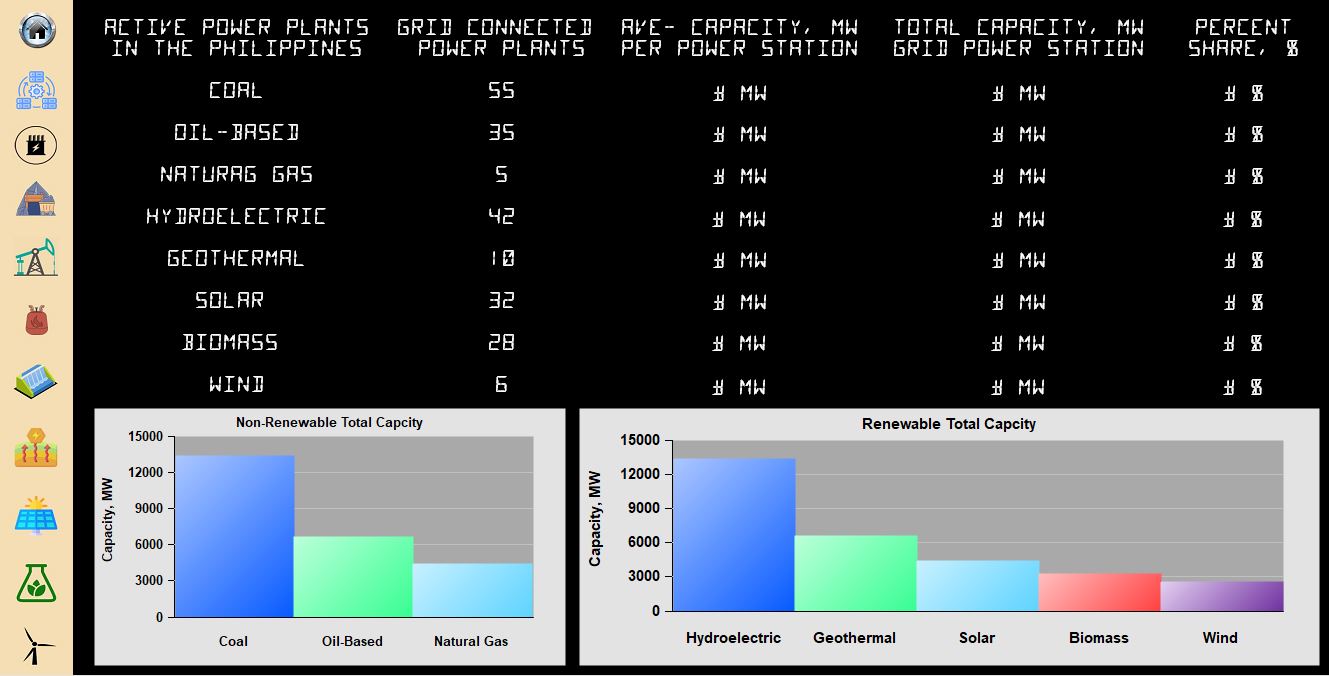 ACTIVE POWER PLANTS IN THE PHILIPPINES GRID CONNECTED POWER PLANTS AVE- CAPACITY, MW PER POWER STATION TOTAL CAPACITY, MW GRID POWER STATION PERCENT SHARE, %
COAL 55 # MW # MW # %
OIL-BASED 35 # MW # MW # %
NATURAG GAS 5 # MW # MW # %
HYDROELECTRIC 42 # MW # MW # %
GEOTHERMAL 10 # MW # MW # %
SOLAR 32 # MW # MW # %
BIOMASS 28 # MW # MW # %
WIND 6 # MW # MW # %
Non-Renewable Total Capcity
Capacity, MW
15000
12000
9000
6000
3000
0
Coal Oil-Based Natural Gas
Renewable Total Capcity
Capacity, MW
15000
12000
9000
6000
3000
0
Hydroelectric Geothermal Solar Biomass Wind